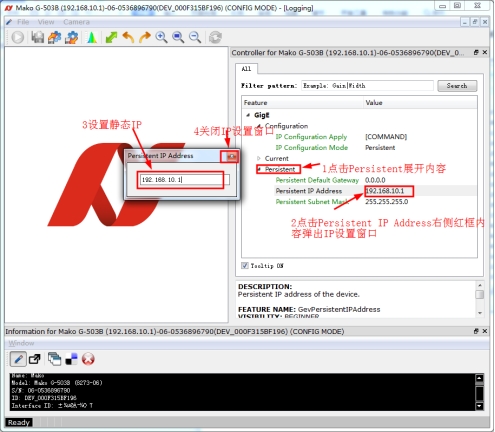 Mako G-503B (192.168.10.1)-06-0536896790(DEV_000F315BF196) (CONFIG MODE) - [Logging]
File View Camera
Controller for Mako G-503B (192.168.10.1)-06-0536896790(DEV_0...
All
Filter pattern: Example: Gain|Width Search
Feature Value
GigE
Configuration
IP Configuration Apply [COMMAND]
IP Configuration Mode Persistent
Current
Persistent
Persistent Default Gateway 0.0.0.0
Persistent IP Address 192.168.10.1
Persistent Subnet Mask 255.255.255.0
3设置静态IP
4关闭IP设置窗口
Persistent IP Address
192.168.10.1
1点击Persistent展开内容
2点击Persistent IP Address右侧红框内
容弹出IP设置窗口
Tooltip ON
DESCRIPTION:
Persistent IP address of the device.
FEATURE NAME: GevPersistentIPAddress
VISIBILITY: BEGINNER
Information for Mako G-503B (192.168.10.1)-06-0536896790(DEV_000F315BF196) (CONFIG MODE)
Window
Name: Mako
Model: Mako G-503B (8273-06)
S/N: 06-0536896790
ID: DEV_000F315BF196
Interface ID:
Ready